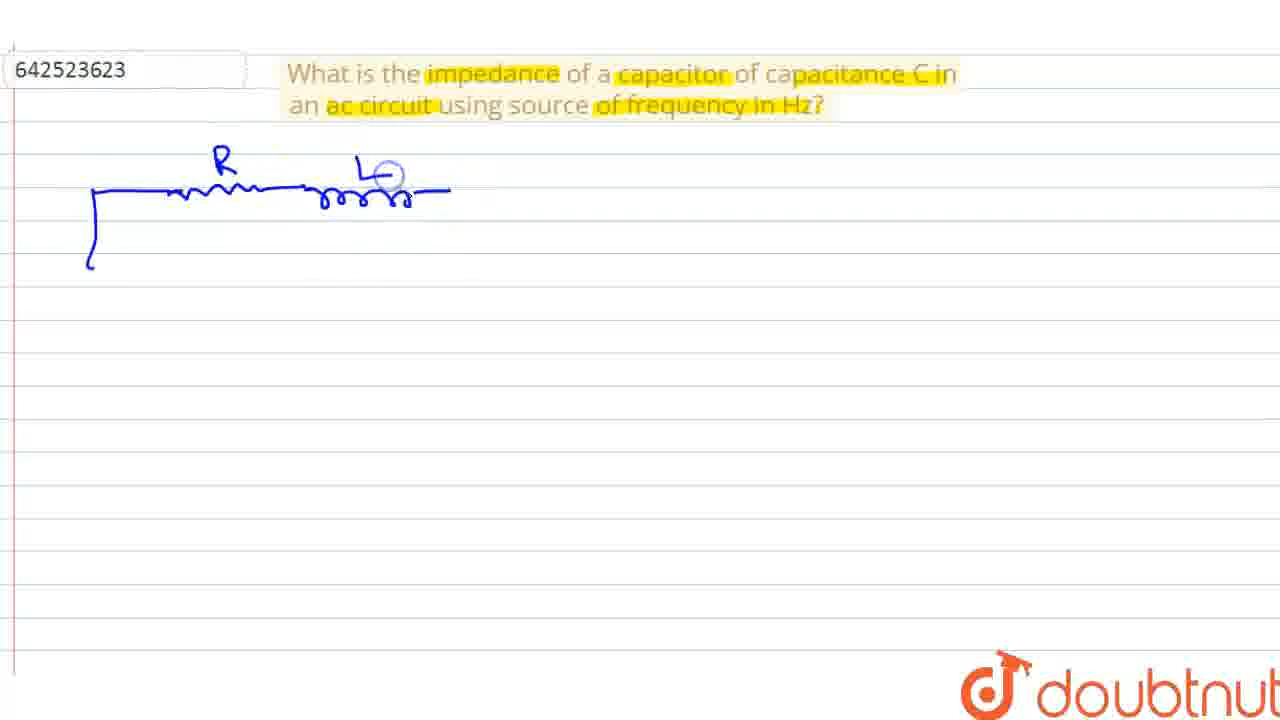 642523623
What is the impedance of a capacitor of capacitance C in
an ac circuit using source of frequency in Hz?
R
L
doubtnut